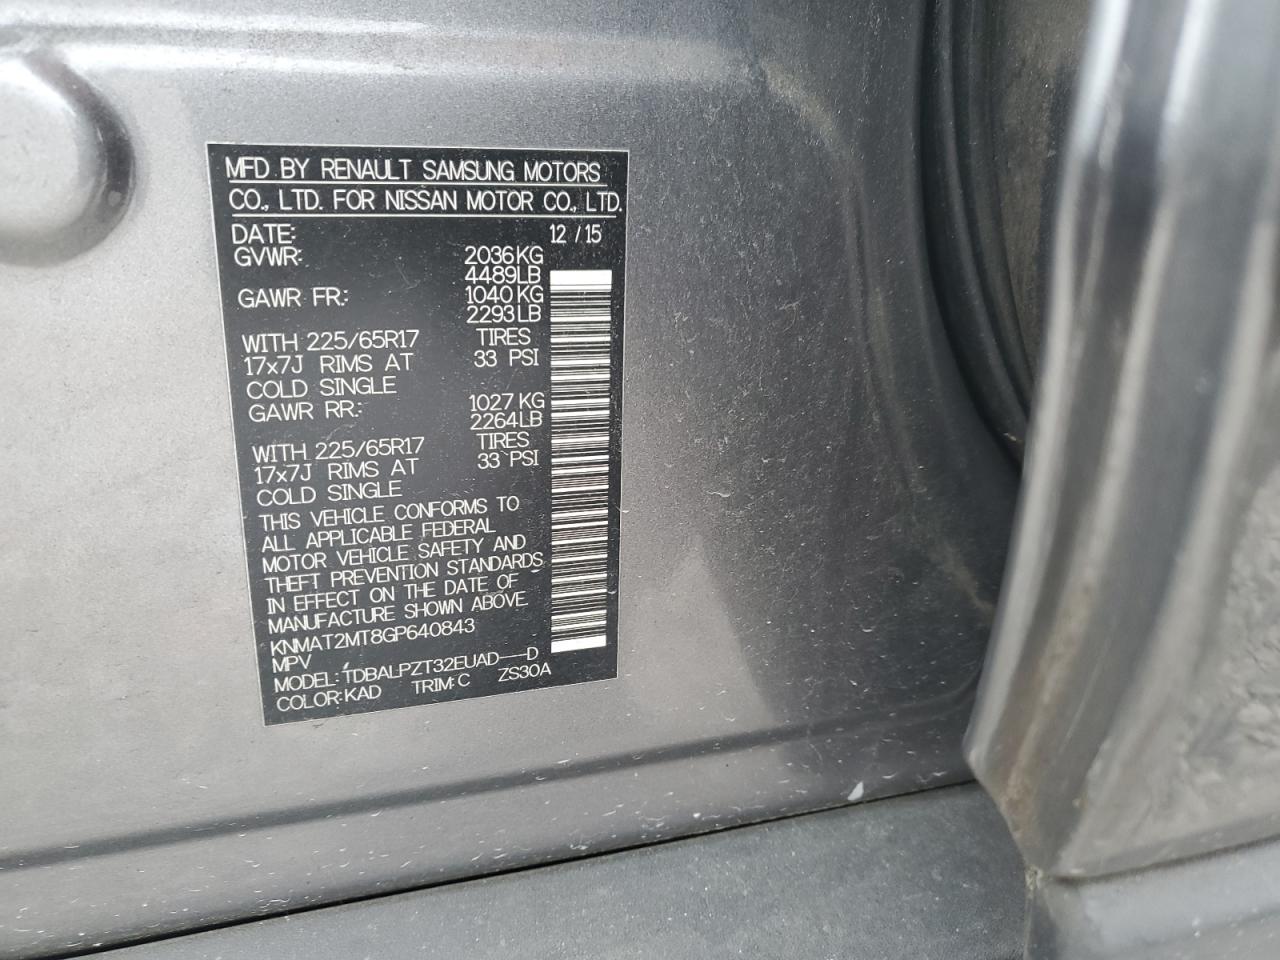 MFD BY RENAULT SAMSUNG MOTORS
CO., LTD. FOR NISSAN MOTOR CO., LTD.
DATE: 12 / 15
GVWR: 2036KG
4489LB
GAWR FR.: 1040KG
2293LB
WITH 225/65R17 TIRES
17x7J RIMS AT 33 PSI
COLD SINGLE
GAWR RR.: 1027KG
2264LB
WITH 225/65R17 TIRES
17x7J RIMS AT 33 PSI
COLD SINGLE
THIS VEHICLE CONFORMS TO
ALL APPLICABLE FEDERAL
MOTOR VEHICLE SAFETY AND
THEFT PREVENTION STANDARDS
IN EFFECT ON THE DATE OF
MANUFACTURE SHOWN ABOVE.
KNMAT2MT8GP640843
MPV
MODEL: TDBALPZT32EUAD---D
COLOR:KAD TRIM:C ZS30A